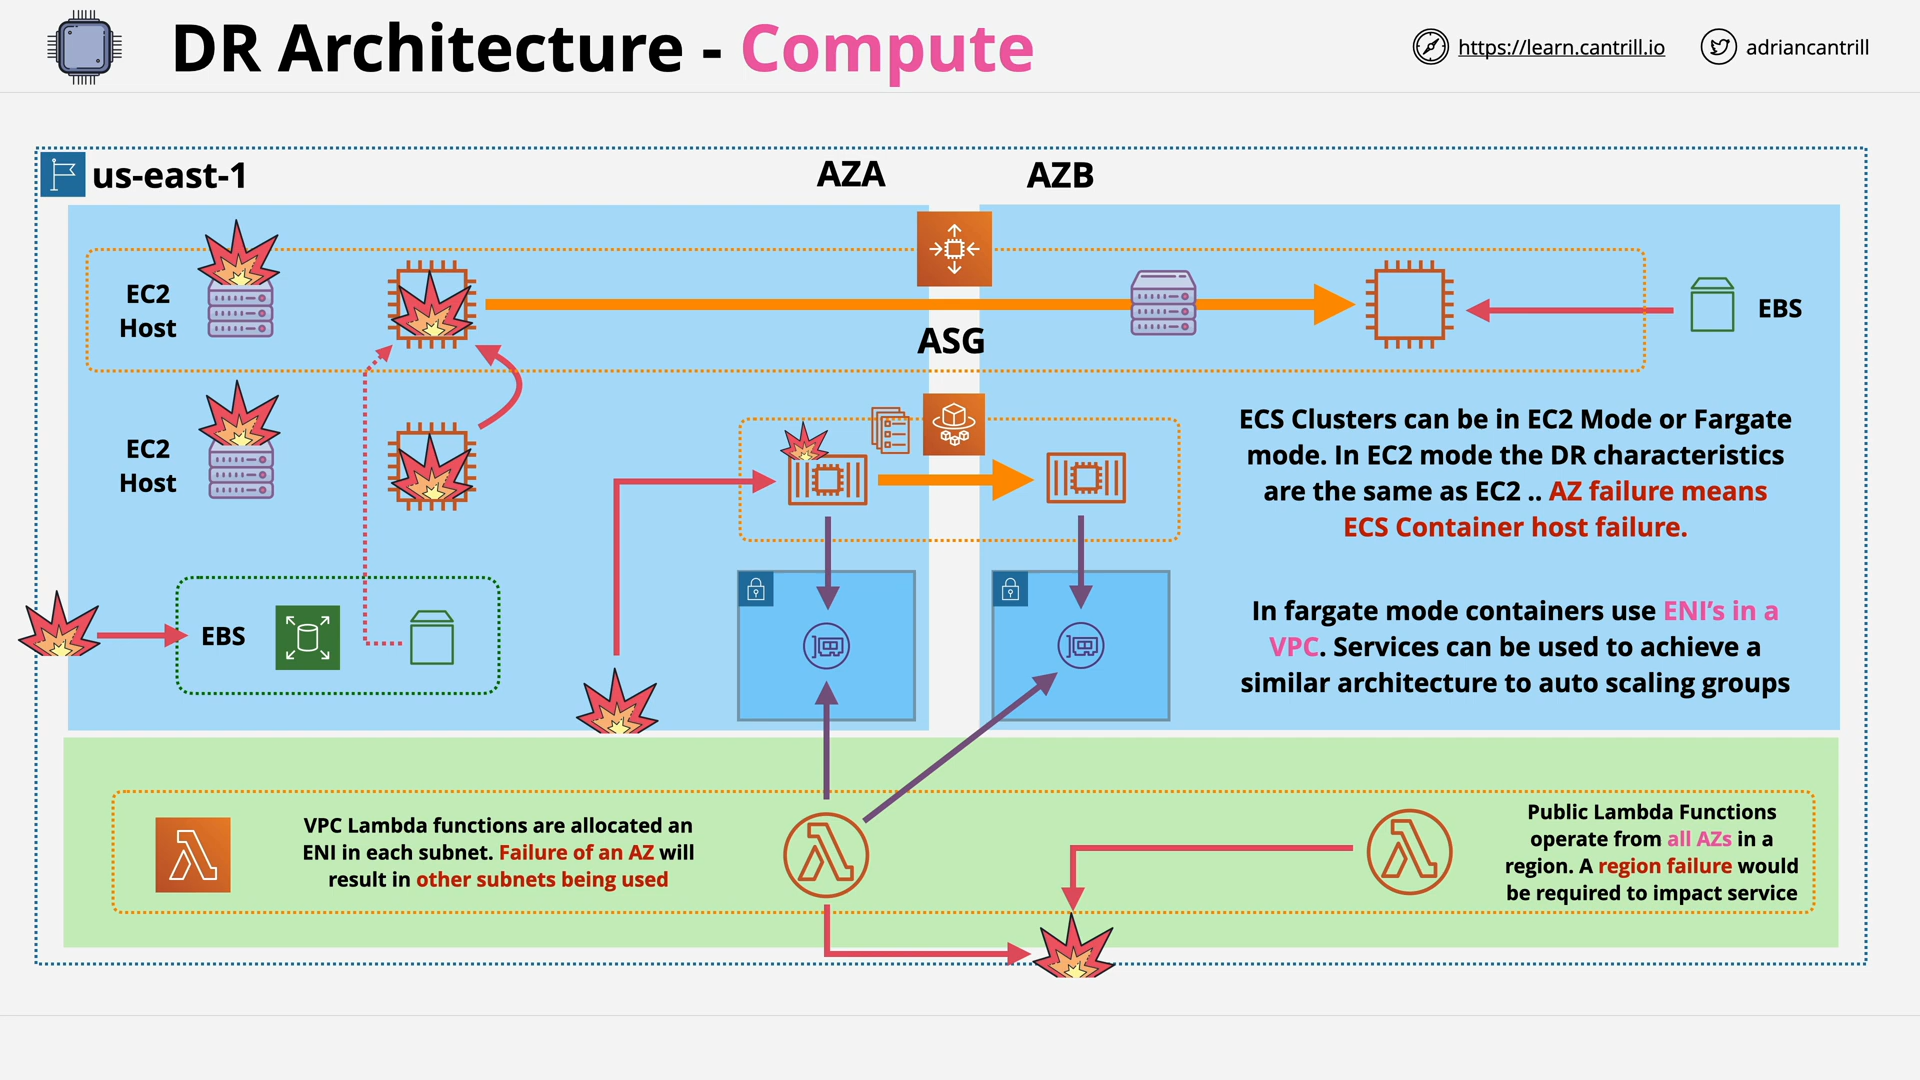 DR Architecture - Compute
https://learn.cantrill.io
adriancantrill
us-east-1
AZA
AZB
EC2
Host
ASG
EBS
EC2
Host
ECS Clusters can be in EC2 Mode or Fargate
mode. In EC2 mode the DR characteristics
are the same as EC2 .. AZ failure means
ECS Container host failure.
EBS
In fargate mode containers use ENI's in a
VPC. Services can be used to achieve a
similar architecture to auto scaling groups
VPC Lambda functions are allocated an
ENI in each subnet. Failure of an AZ will
result in other subnets being used
Public Lambda Functions
operate from all AZs in a
region. A region failure would
be required to impact service